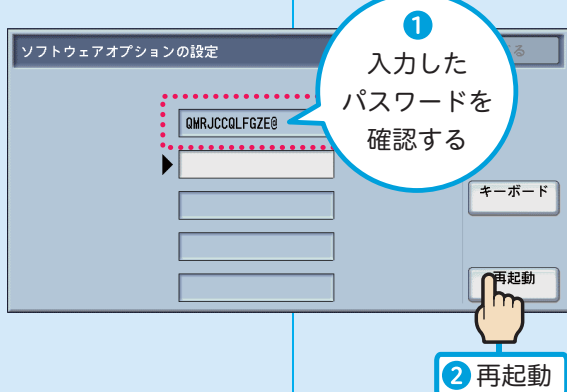 ソフトウェアオプションの設定
る
1
入力した
パスワードを
確認する
QMRJCCQLFGZE@
キーボード
再起動
2 再起動